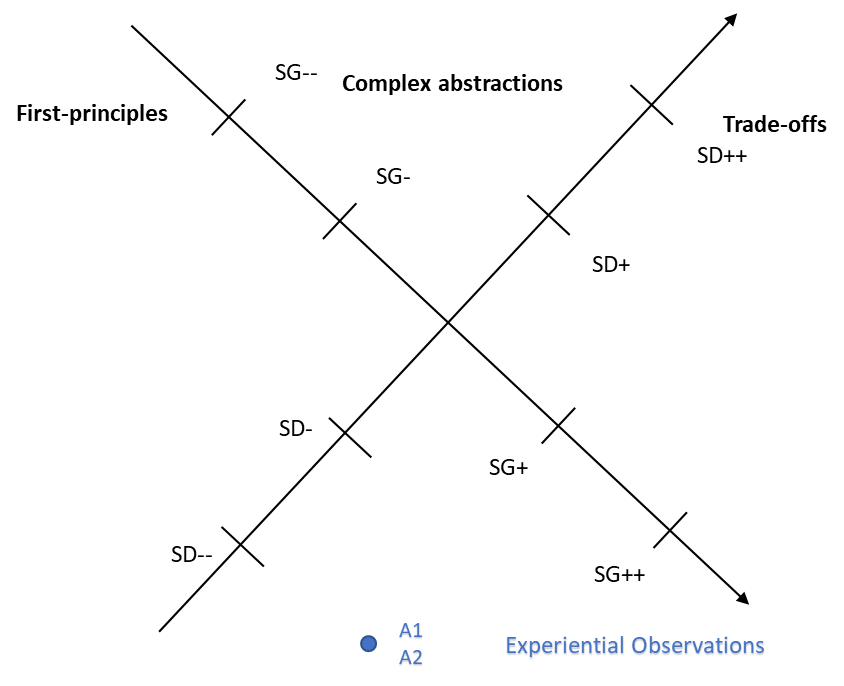 SG--
Complex abstractions
First-principles
Trade-offs
SD++
SG-
SD+
SD-
SG+
SD--
SG++
A1
A2
Experiential Observations